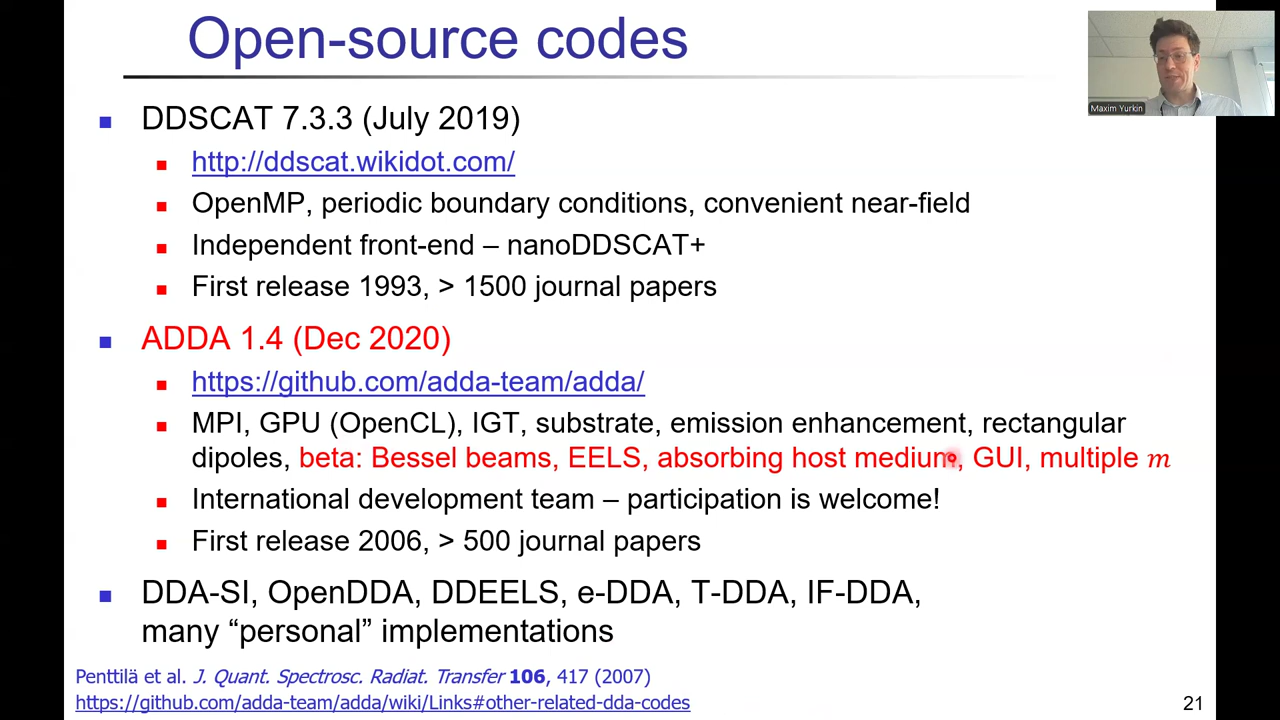 Open-source codes
Maxim Yurkin
DDSCAT 7.3.3 (July 2019)
http://ddscat.wikidot.com/
OpenMP, periodic boundary conditions, convenient near-field
Independent front-end – nanoDDSCAT+
First release 1993, > 1500 journal papers
ADDA 1.4 (Dec 2020)
https://github.com/adda-team/adda/
MPI, GPU (OpenCL), IGT, substrate, emission enhancement, rectangular
dipoles, beta: Bessel beams, EELS, absorbing host medium, GUI, multiple m
International development team – participation is welcome!
First release 2006, > 500 journal papers
DDA-SI, OpenDDA, DDEELS, e-DDA, T-DDA, IF-DDA,
many “personal” implementations
Penttilä et al. J. Quant. Spectrosc. Radiat. Transfer 106, 417 (2007)
https://github.com/adda-team/adda/wiki/Links#other-related-dda-codes
21